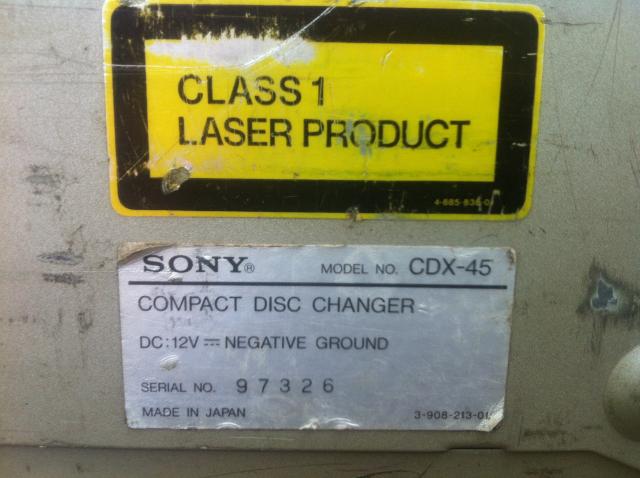 CLASS 1
LASER PRODUCT
SONY® MODEL NO. CDX-45
COMPACT DISC CHANGER
DC:12V ⎓ NEGATIVE GROUND
SERIAL NO. 97326
MADE IN JAPAN 3-908-213-01